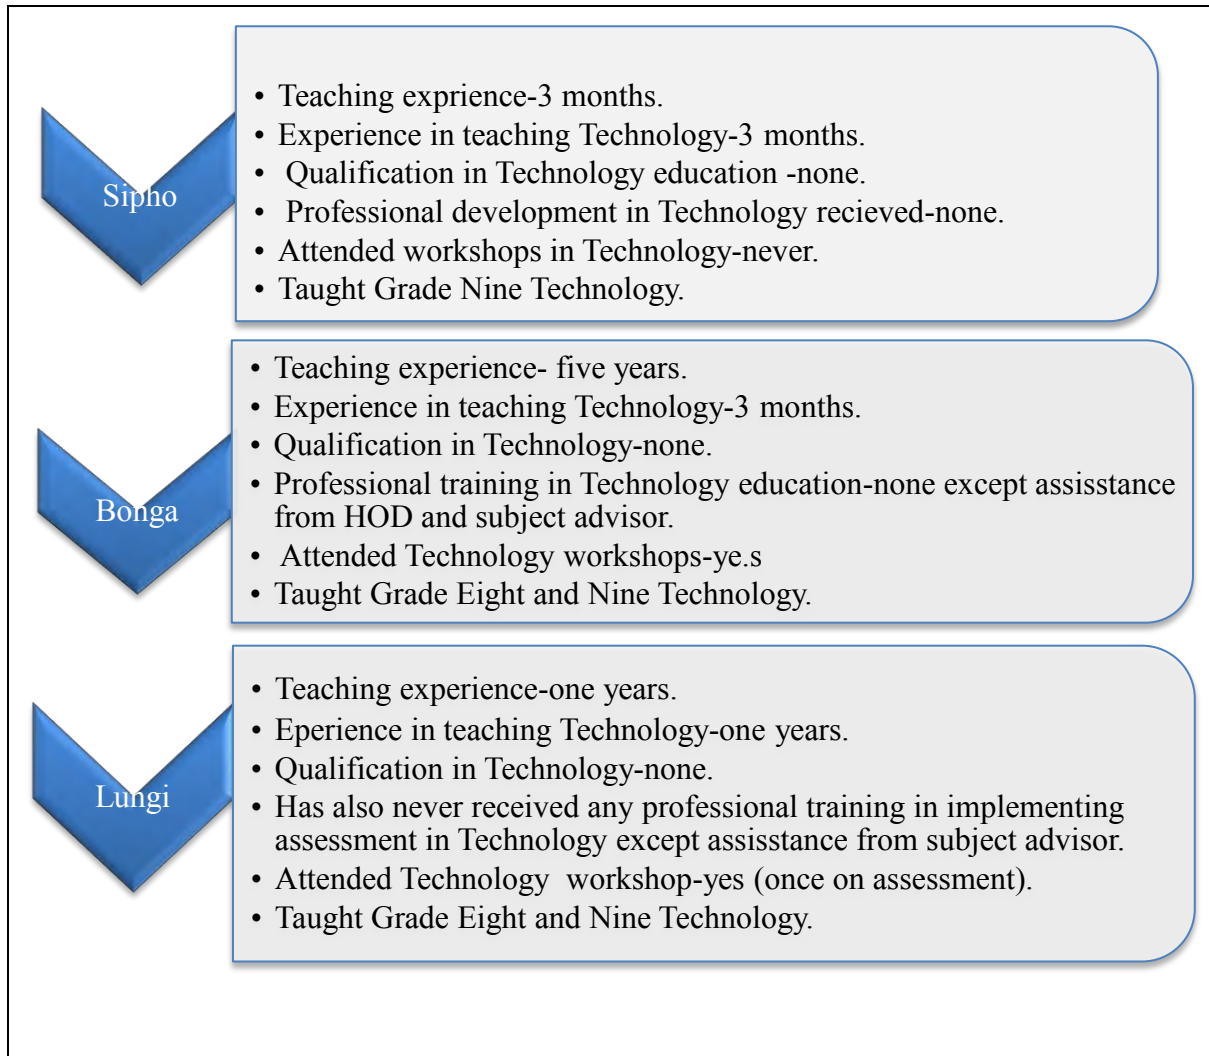 Sipho
• Teaching exprience-3 months.
• Experience in teaching Technology-3 months.
• Qualification in Technology education -none.
• Professional development in Technology recieved-none.
• Attended workshops in Technology-never.
• Taught Grade Nine Technology.
Bonga
• Teaching experience- five years.
• Experience in teaching Technology-3 months.
• Qualification in Technology-none.
• Professional training in Technology education-none except assisstance
from HOD and subject advisor.
• Attended Technology workshops-ye.s
• Taught Grade Eight and Nine Technology.
Lungi
• Teaching experience-one years.
• Eperience in teaching Technology-one years.
• Qualification in Technology-none.
• Has also never received any professional training in implementing
assessment in Technology except assisstance from subject advisor.
• Attended Technology  workshop-yes (once on assessment).
• Taught Grade Eight and Nine Technology.